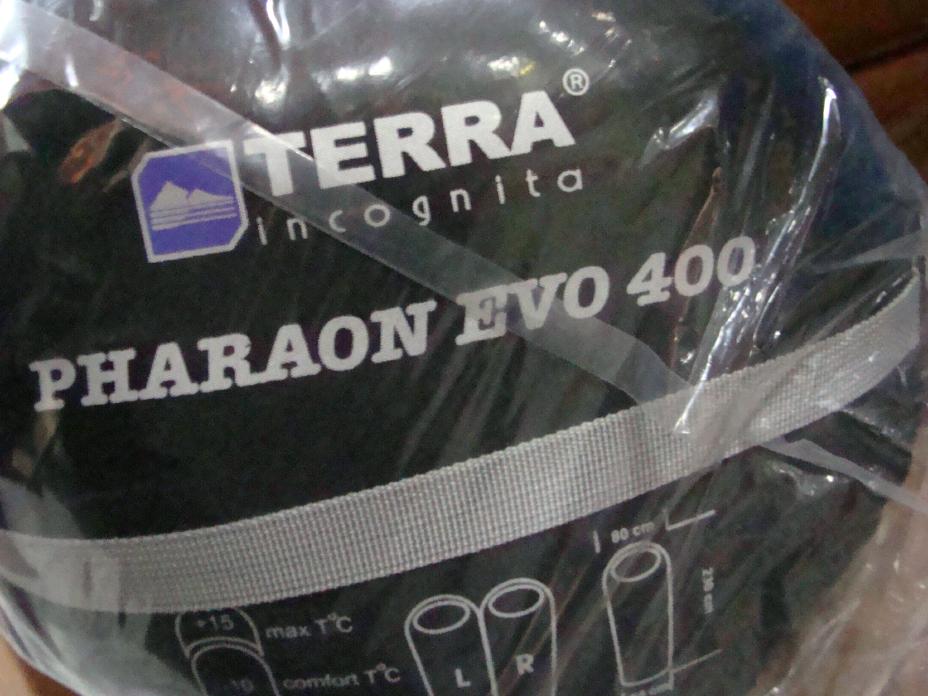 TERRA®
incognita
PHARAON EVO 400
80 cm
+15 max T°C
L R
comfort T°C